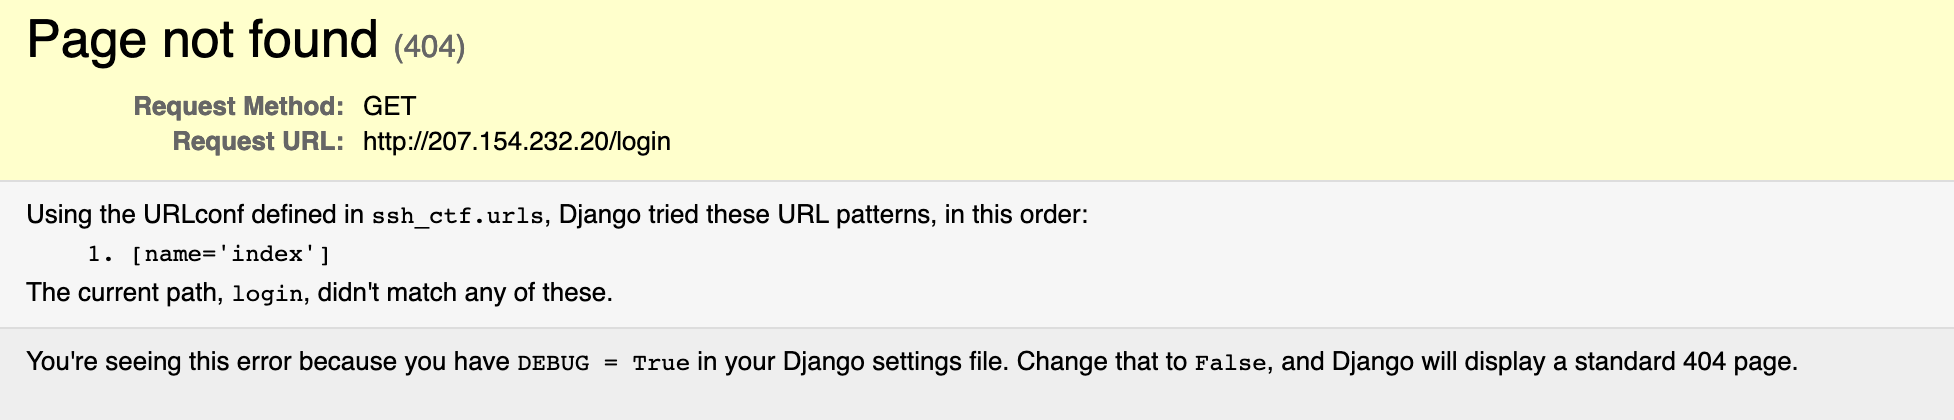 Page not found (404)
Request Method: GET
Request URL: http://207.154.232.20/login
Using the URLconf defined in ssh_ctf.urls, Django tried these URL patterns, in this order:
1. [name='index']
The current path, login, didn't match any of these.
You're seeing this error because you have DEBUG = True in your Django settings file. Change that to False, and Django will display a standard 404 page.